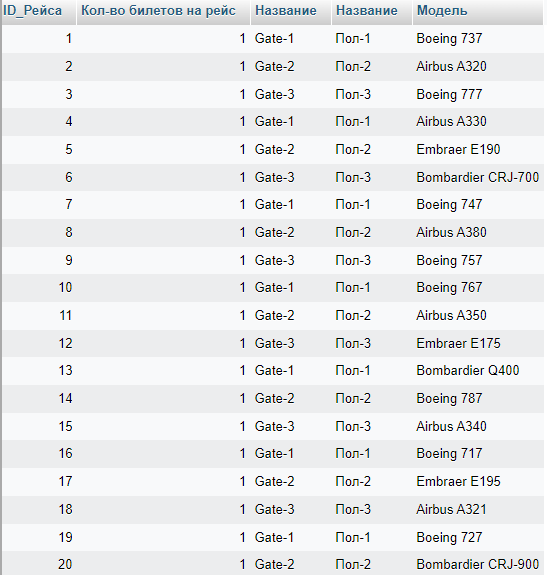 ID_Рейса Кол-во билетов на рейс Название Название Модель
1 1 Gate-1 Пол-1 Boeing 737
2 1 Gate-2 Пол-2 Airbus A320
3 1 Gate-3 Пол-3 Boeing 777
4 1 Gate-1 Пол-1 Airbus A330
5 1 Gate-2 Пол-2 Embraer E190
6 1 Gate-3 Пол-3 Bombardier CRJ-700
7 1 Gate-1 Пол-1 Boeing 747
8 1 Gate-2 Пол-2 Airbus A380
9 1 Gate-3 Пол-3 Boeing 757
10 1 Gate-1 Пол-1 Boeing 767
11 1 Gate-2 Пол-2 Airbus A350
12 1 Gate-3 Пол-3 Embraer E175
13 1 Gate-1 Пол-1 Bombardier Q400
14 1 Gate-2 Пол-2 Boeing 787
15 1 Gate-3 Пол-3 Airbus A340
16 1 Gate-1 Пол-1 Boeing 717
17 1 Gate-2 Пол-2 Embraer E195
18 1 Gate-3 Пол-3 Airbus A321
19 1 Gate-1 Пол-1 Boeing 727
20 1 Gate-2 Пол-2 Bombardier CRJ-900